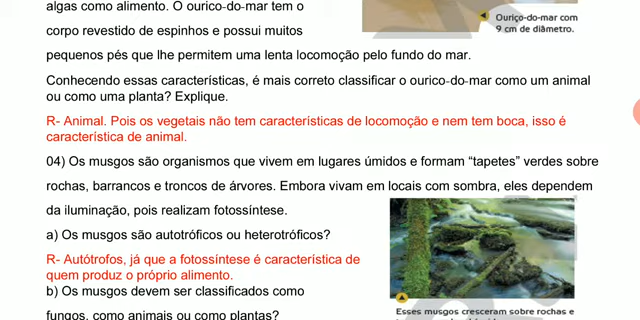 algas como alimento. O ourico-do-mar tem o
corpo revestido de espinhos e possui muitos
Ouriço-do-mar com
9 cm de diâmetro.
pequenos pés que lhe permitem uma lenta locomoção pelo fundo do mar.
Conhecendo essas características, é mais correto classificar o ourico-do-mar como um animal
ou como uma planta? Explique.
R- Animal. Pois os vegetais não tem características de locomoção e nem tem boca, isso é
característica de animal.
04) Os musgos são organismos que vivem em lugares úmidos e formam “tapetes” verdes sobre
rochas, barrancos e troncos de árvores. Embora vivam em locais com sombra, eles dependem
da iluminação, pois realizam fotossíntese.
a) Os musgos são autotróficos ou heterotróficos?
R- Autótrofos, já que a fotossíntese é característica de
quem produz o próprio alimento.
b) Os musgos devem ser classificados como
fungos, como animais ou como plantas?
Esses musgos cresceram sobre rochas e